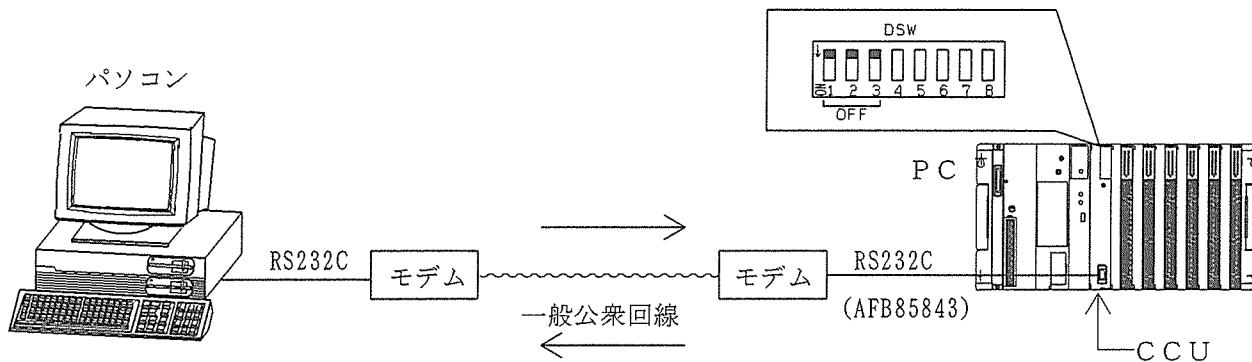 DSW
↓
ON 1 2 3 4 5 6 7 8
OFF
パソコン
PC
RS232C
モデム
モデム
RS232C
一般公衆回線
(AFB85843)
CCU